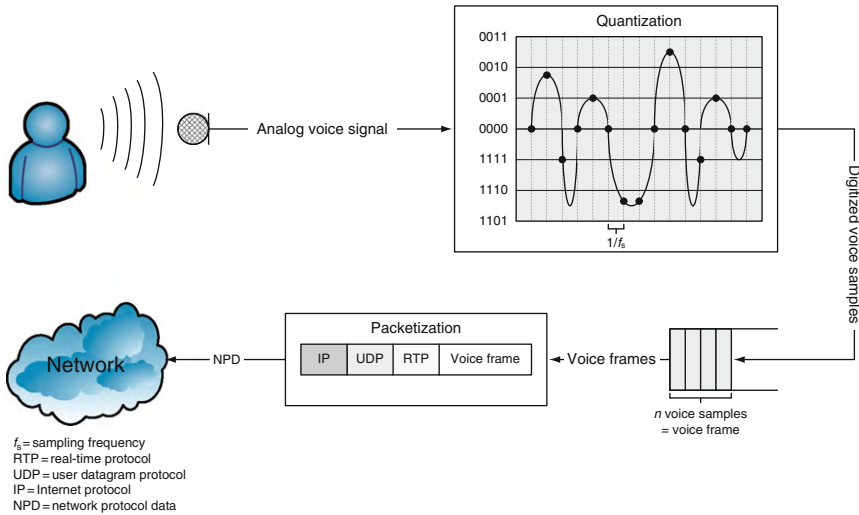 Quantization
0011
0010
0001
0000
1111
1110
1101
1/fs
Analog voice signal
Digitized voice samples
n voice samples
= voice frame
Voice frames
Packetization
IP UDP RTP Voice frame
NPD
Network
fs = sampling frequency
RTP = real-time protocol
UDP = user datagram protocol
IP = Internet protocol
NPD = network protocol data